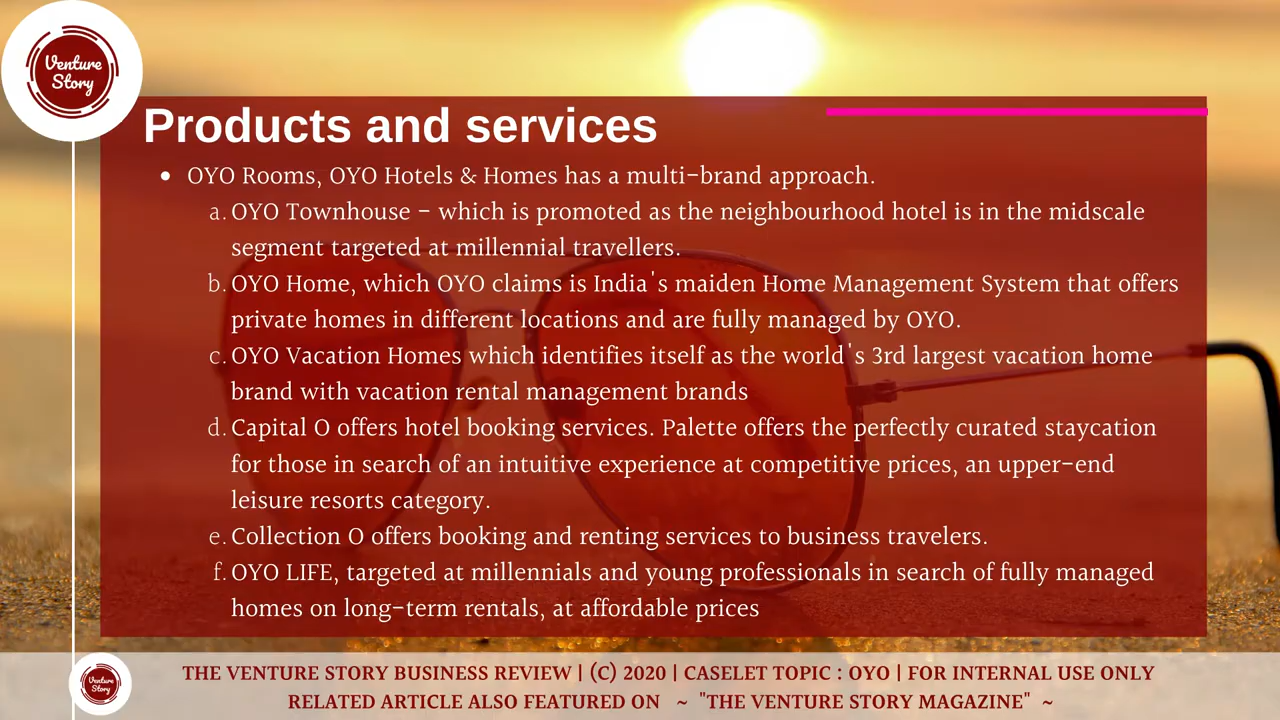 Venture
Story
Products and services
• OYO Rooms, OYO Hotels & Homes has a multi-brand approach.
a. OYO Townhouse - which is promoted as the neighbourhood hotel is in the midscale
segment targeted at millennial travellers.
b. OYO Home, which OYO claims is India's maiden Home Management System that offers
private homes in different locations and are fully managed by OYO.
c. OYO Vacation Homes which identifies itself as the world's 3rd largest vacation home
brand with vacation rental management brands
d. Capital O offers hotel booking services. Palette offers the perfectly curated staycation
for those in search of an intuitive experience at competitive prices, an upper-end
leisure resorts category.
e. Collection O offers booking and renting services to business travelers.
f. OYO LIFE, targeted at millennials and young professionals in search of fully managed
homes on long-term rentals, at affordable prices
Venture
Story
THE VENTURE STORY BUSINESS REVIEW | (C) 2020 | CASELET TOPIC : OYO | FOR INTERNAL USE ONLY
RELATED ARTICLE ALSO FEATURED ON ~ "THE VENTURE STORY MAGAZINE" ~